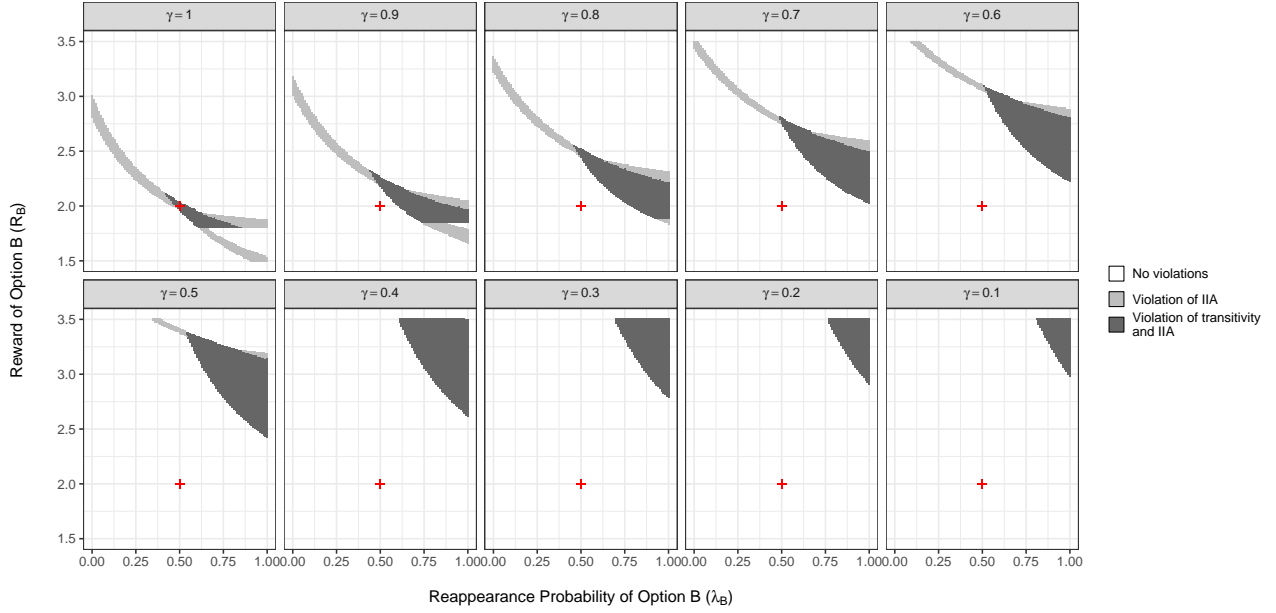 γ = 1
γ = 0.9
γ = 0.8
γ = 0.7
γ = 0.6
3.5
3.0
2.5
2.0
1.5
γ = 0.5
γ = 0.4
γ = 0.3
γ = 0.2
γ = 0.1
3.5
3.0
2.5
2.0
1.5
0.00 0.25 0.50 0.75 1.00
0.00 0.25 0.50 0.75 1.00
0.00 0.25 0.50 0.75 1.00
0.00 0.25 0.50 0.75 1.00
0.00 0.25 0.50 0.75 1.00
Reappearance Probability of Option B (λ_B)
Reward of Option B (R_B)
No violations
Violation of IIA
Violation of transitivity
and IIA